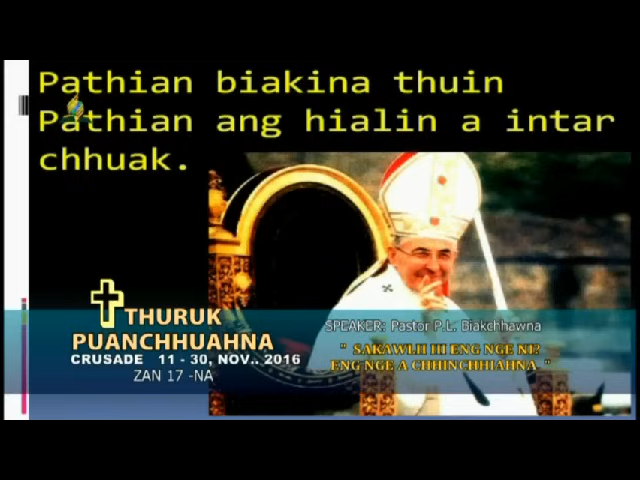 Pathian biakina thuin
Pathian ang hialin a intar
chhuak.
THURUK
PUANCHHUAHNA
CRUSADE 11 - 30, NOV.. 2016
ZAN 17 -NA
SPEAKER: Pastor P.L. Biakchhawna
" SAKAWLH HI ENG NGE NI?
ENG NGE A CHHINCHHIAHNA "